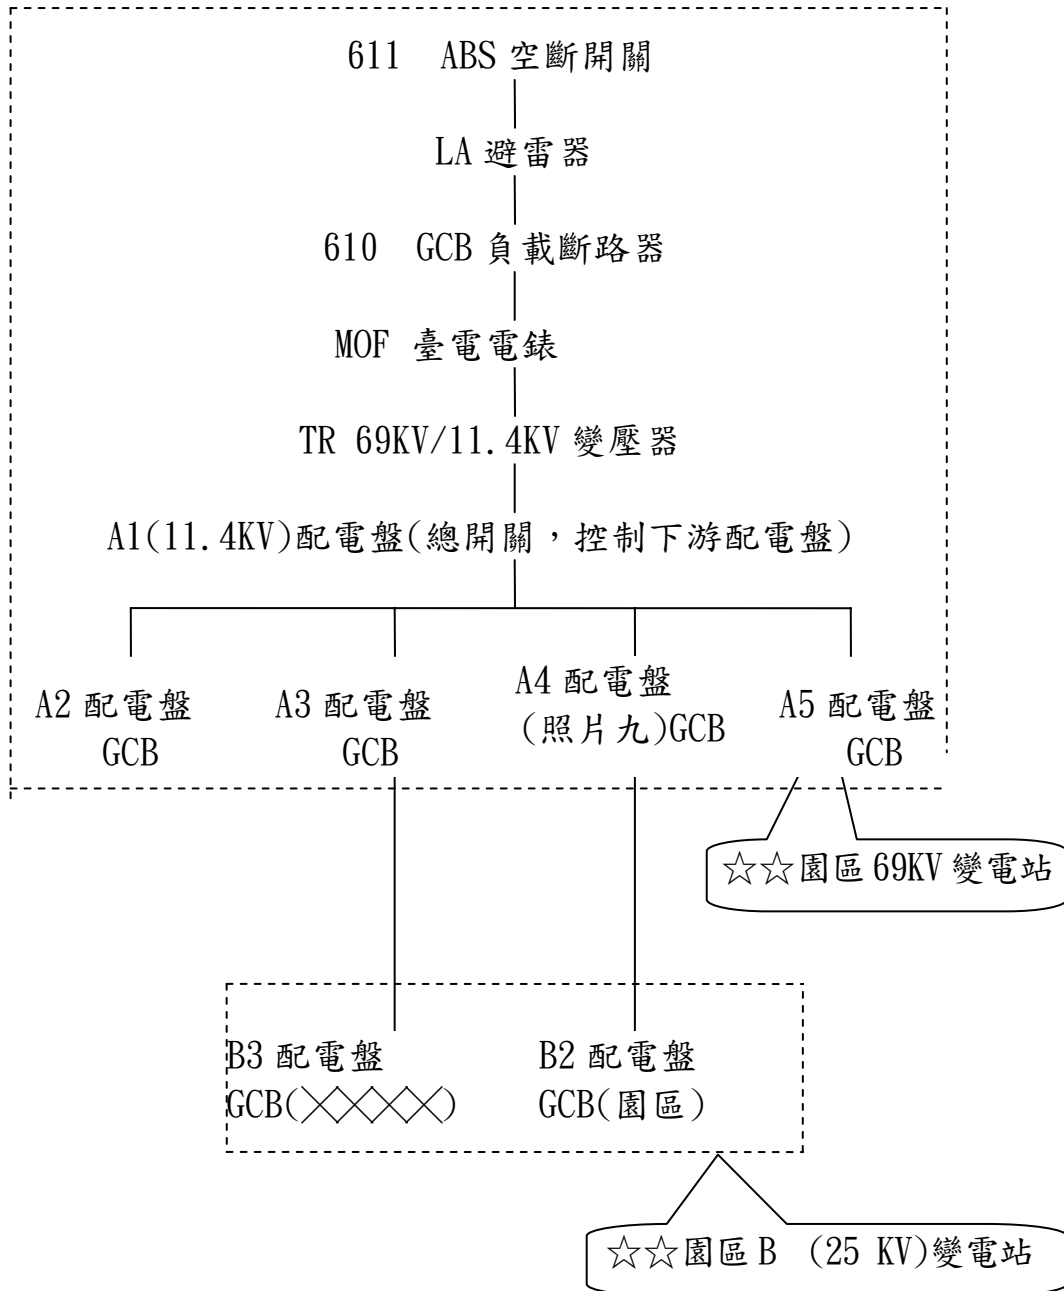 611 ABS 空斷開關
LA 避雷器
610 GCB 負載斷路器
MOF 臺電電錶
TR 69KV/11.4KV 變壓器
A1(11.4KV)配電盤(總開關，控制下游配電盤)
A2 配電盤
GCB
A3 配電盤
GCB
A4 配電盤
(照片九)GCB
A5 配電盤
GCB
☆☆園區 69KV 變電站
B3 配電盤
GCB(╳╳╳╳)
B2 配電盤
GCB(園區)
☆☆園區 B (25 KV)變電站